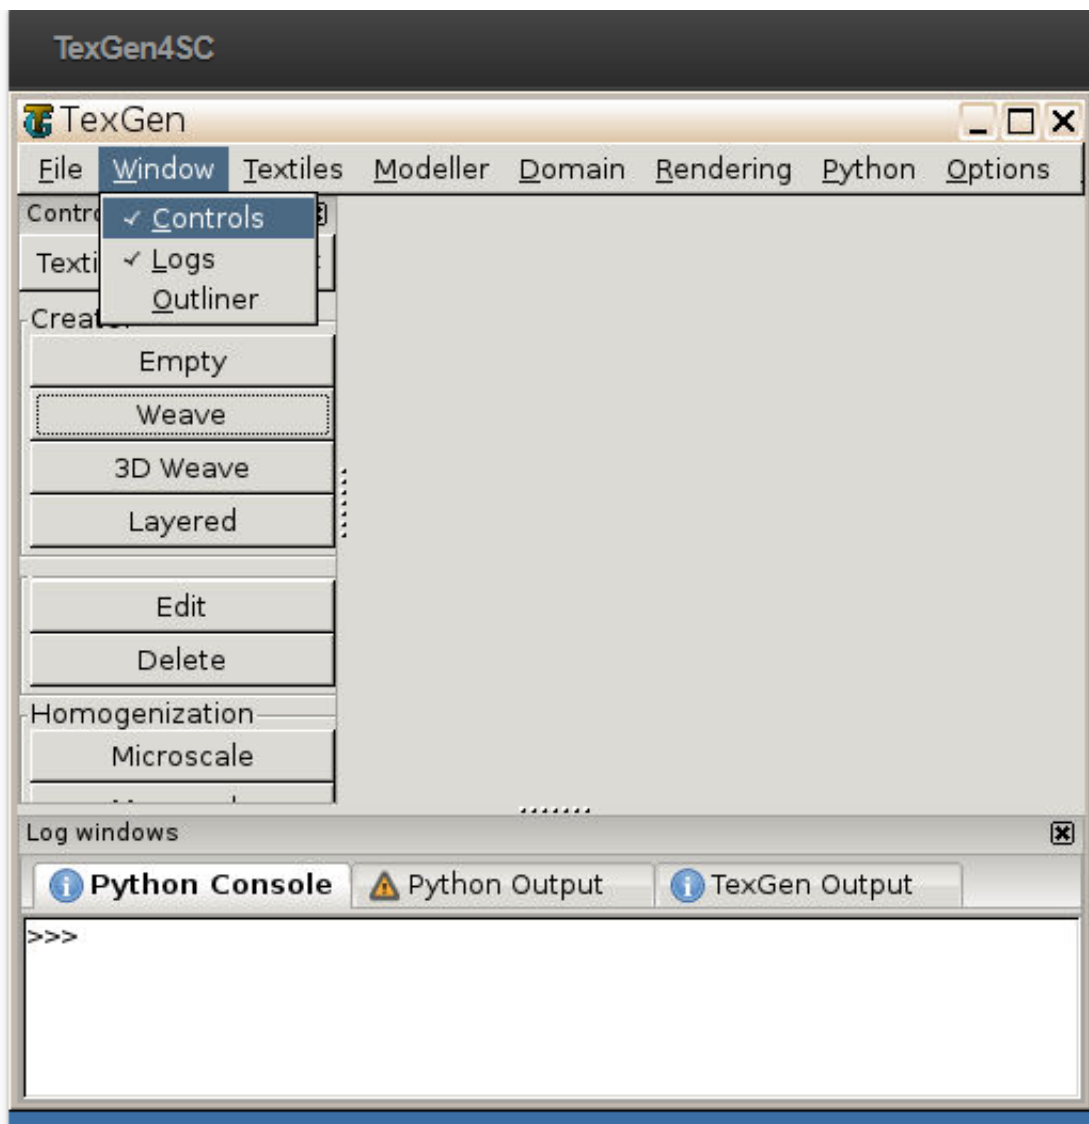 TexGen4SC
TexGen
File Window Textiles Modeller Domain Rendering Python Options
Controls
Logs
Outliner
Empty
Weave
3D Weave
Layered
Edit
Delete
Homogenization
Microscale
Log windows
Python Console Python Output TexGen Output
>>>